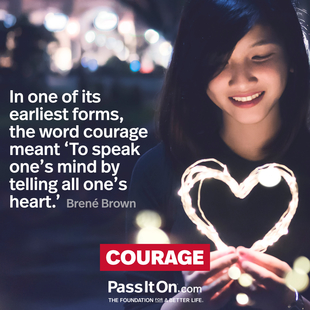 In one of its
earliest forms,
the word courage
meant ‘To speak
one’s mind by
telling all one’s
heart.’ Brené Brown
COURAGE
PassItOn.com
THE FOUNDATION FOR A BETTER LIFE.